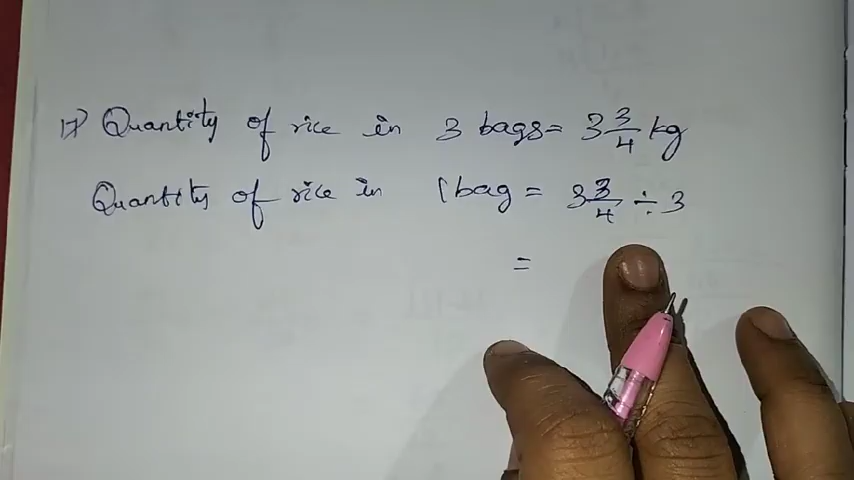 17) Quantity of rice in 3 bags = 3 3/4 kg
Quantity of rice in 1 bag = 3 3/4 ÷ 3
=